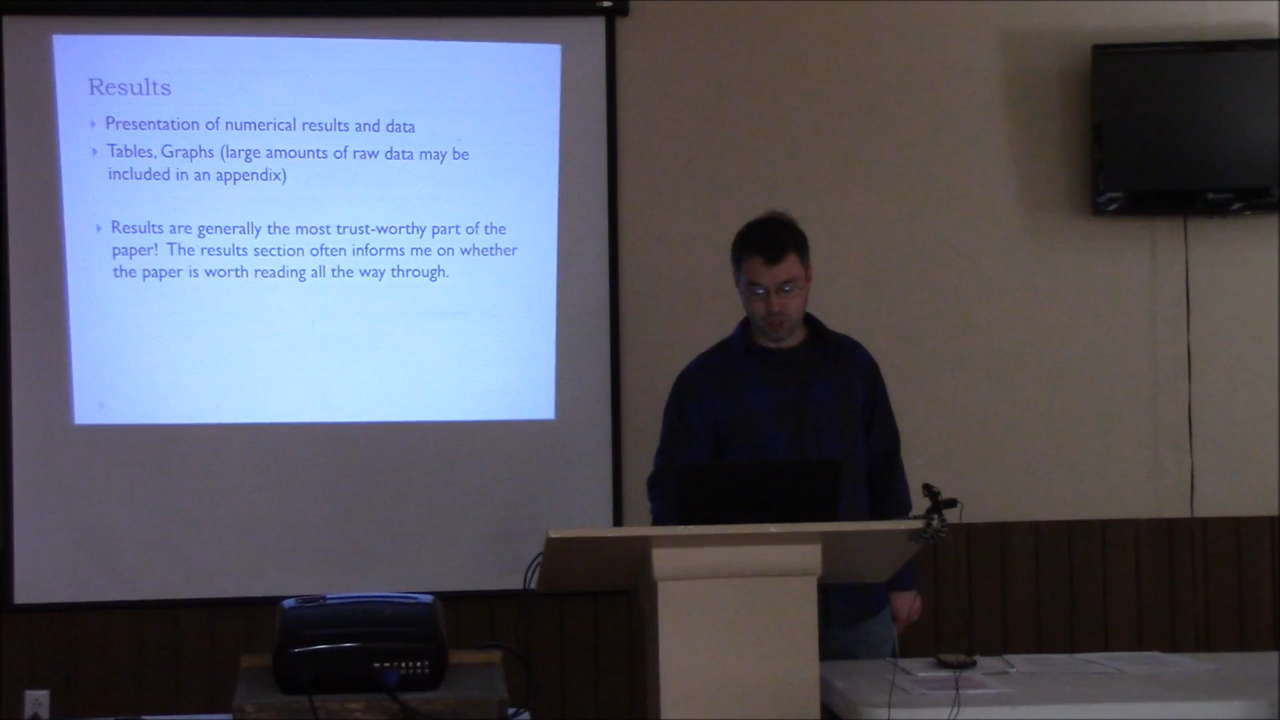 Results
Presentation of numerical results and data
Tables, Graphs (large amounts of raw data may be
included in an appendix)
Results are generally the most trust-worthy part of the
paper! The results section often informs me on whether
the paper is worth reading all the way through.